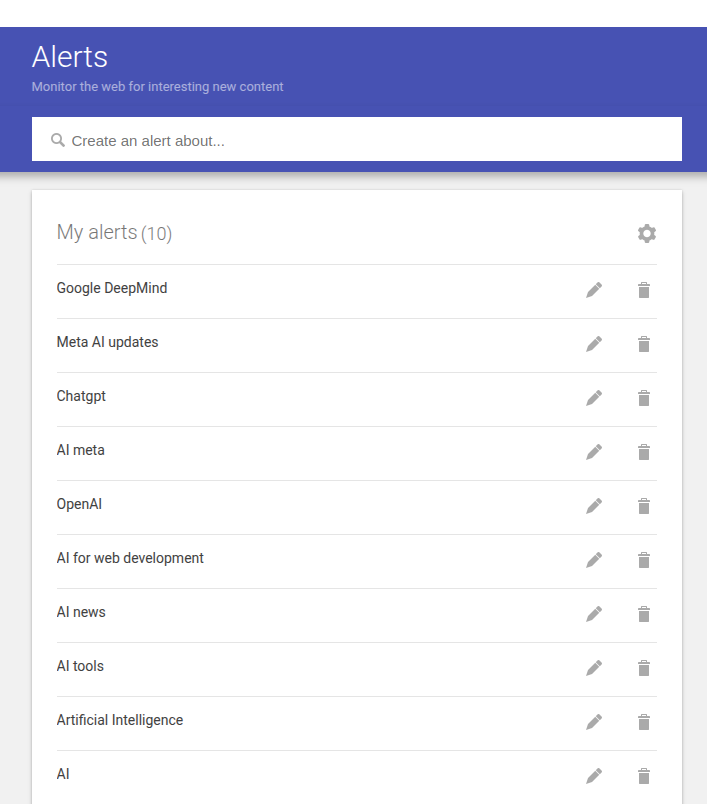 Alerts
Monitor the web for interesting new content
Create an alert about...
My alerts (10)
Google DeepMind
Meta AI updates
Chatgpt
AI meta
OpenAI
AI for web development
AI news
AI tools
Artificial Intelligence
AI